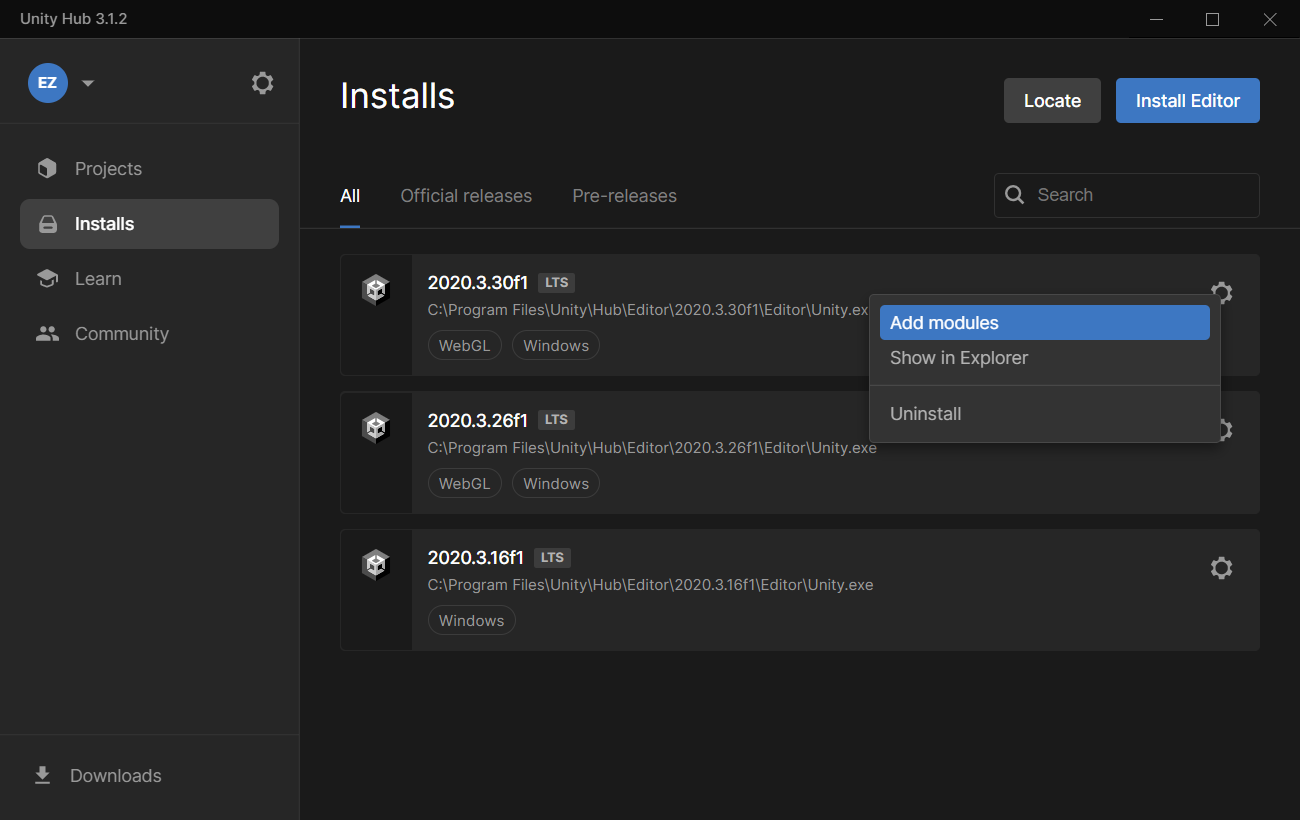 Unity Hub 3.1.2
EZ
Projects
Installs
Learn
Community
Downloads
Installs
Locate
Install Editor
All
Official releases
Pre-releases
Search
2020.3.30f1 LTS
C:\Program Files\Unity\Hub\Editor\2020.3.30f1\Editor\Unity.ex
WebGL
Windows
Add modules
Show in Explorer
Uninstall
2020.3.26f1 LTS
C:\Program Files\Unity\Hub\Editor\2020.3.26f1\Editor\Unity.exe
WebGL
Windows
2020.3.16f1 LTS
C:\Program Files\Unity\Hub\Editor\2020.3.16f1\Editor\Unity.exe
Windows